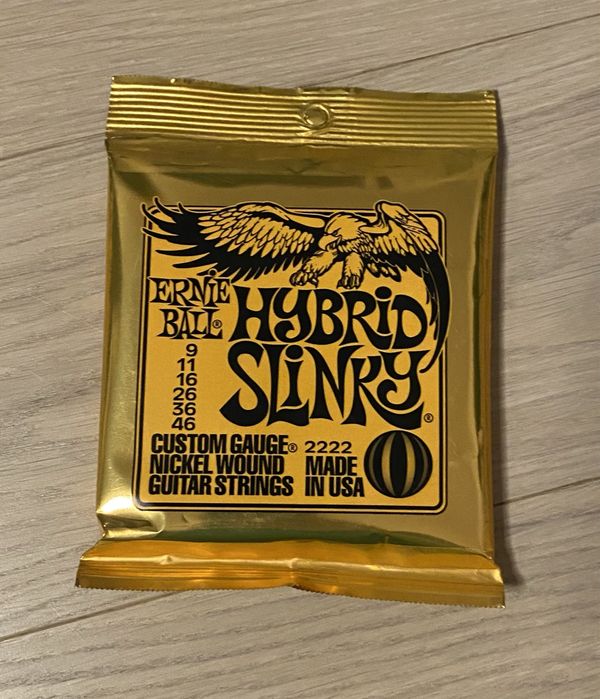 ERNIE
BALL®
HYBRID
SLINKY®
9
11
16
26
36
46
CUSTOM GAUGE® 2222
NICKEL WOUND
GUITAR STRINGS
MADE
IN USA